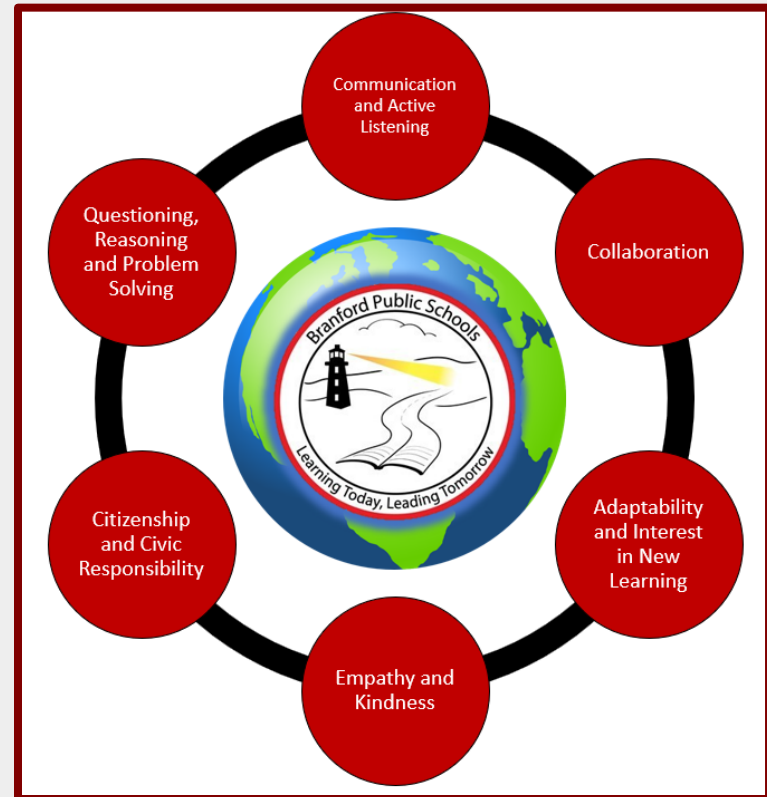 Communication
and Active
Listening
Collaboration
Adaptability
and Interest
in New
Learning
Empathy and
Kindness
Citizenship
and Civic
Responsibility
Questioning,
Reasoning
and Problem
Solving
Branford Public Schools
Learning Today, Leading Tomorrow